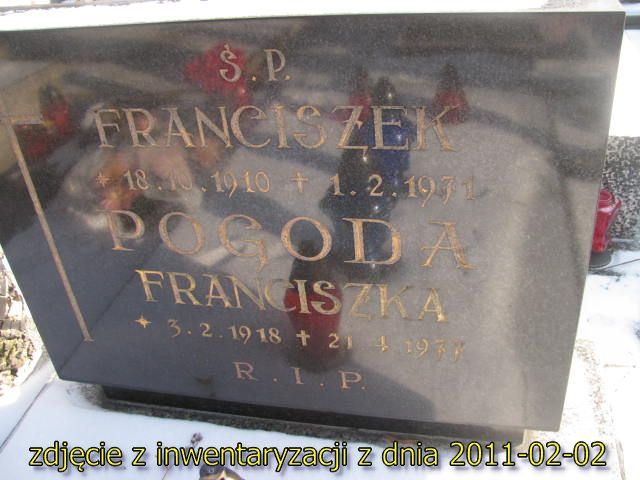 Ś.P.
FRANCISZEK
* 18.10.1910 + 1.2.1971
POGODA
FRANCISZKA
* 3.2.1918 + 21.4.1977
R.I.P.
zdjęcie z inwentaryzacji z dnia 2011-02-02